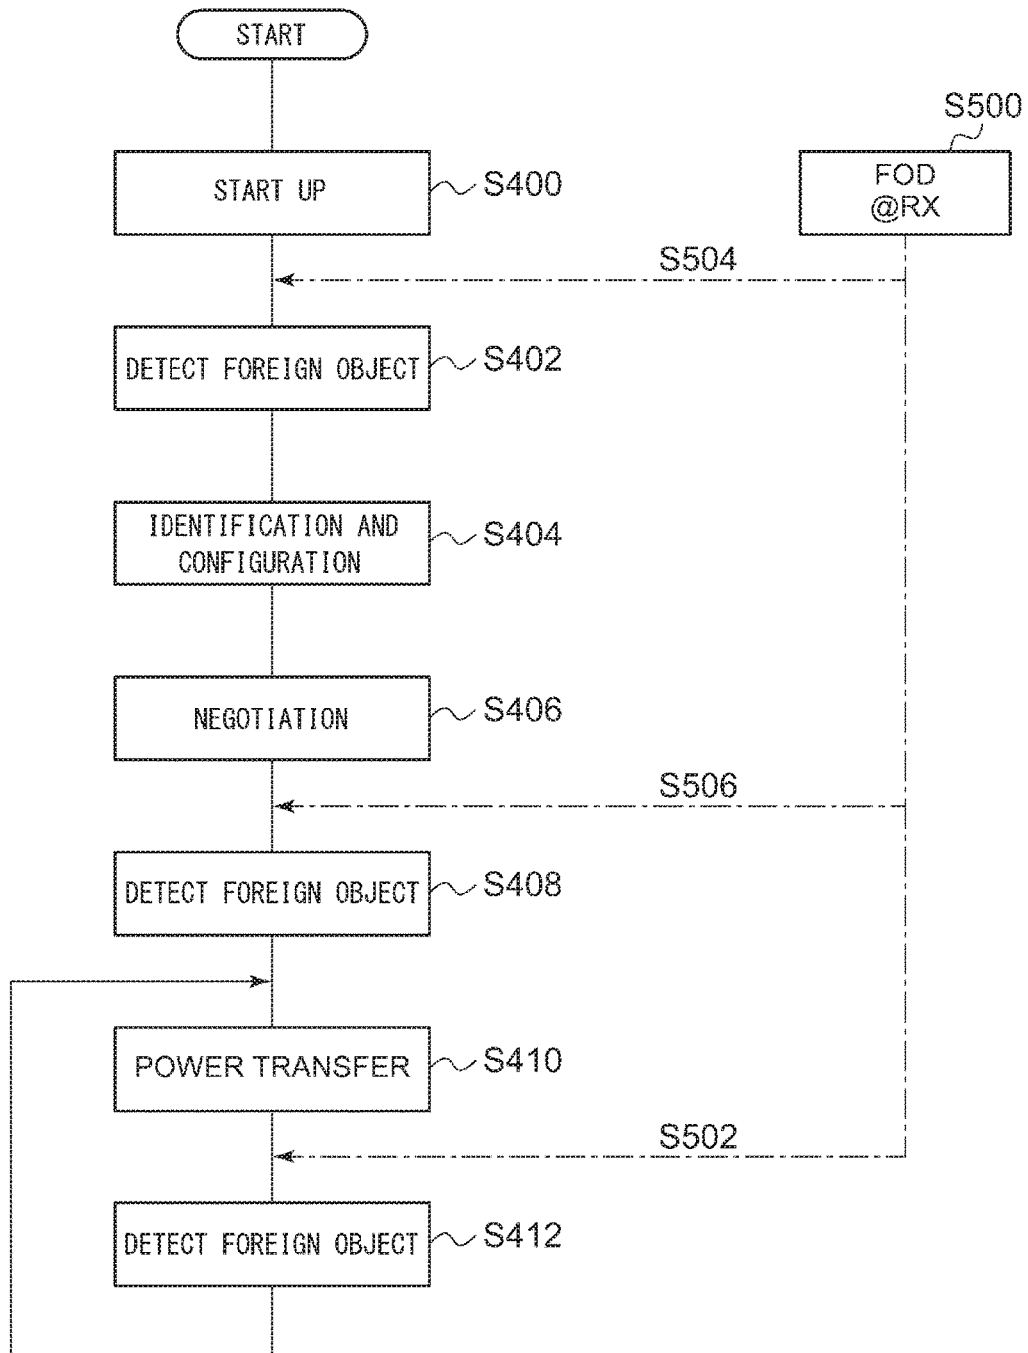 START
S500
START UP
S400
FOD
@RX
S504
DETECT FOREIGN OBJECT
S402
IDENTIFICATION AND
CONFIGURATION
S404
NEGOTIATION
S406
S506
DETECT FOREIGN OBJECT
S408
POWER TRANSFER
S410
S502
DETECT FOREIGN OBJECT
S412